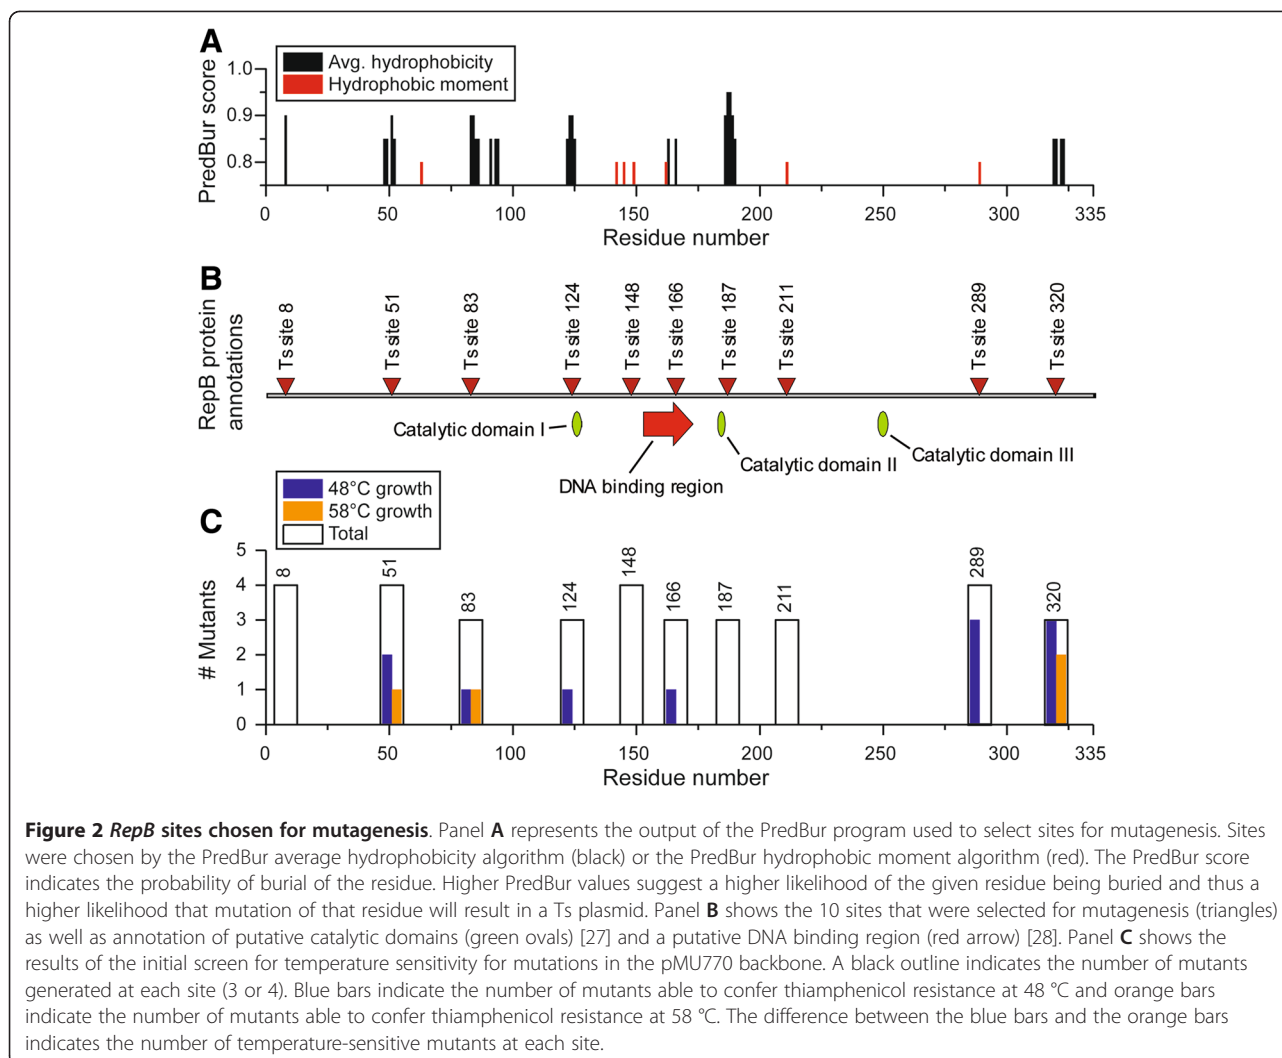 A
Avg. hydrophobicity
Hydrophobic moment
PredBur score
1.0
0.9
0.8
0 50 100 150 200 250 300 335
Residue number
B
RepB protein
annotations
Ts site 8
Ts site 51
Ts site 83
Ts site 124
Ts site 148
Ts site 166
Ts site 187
Ts site 211
Ts site 289
Ts site 320
Catalytic domain I
DNA binding region
Catalytic domain II
Catalytic domain III
C
48°C growth
58°C growth
Total
# Mutants
5
4
3
2
1
0
8 51 83 124 148 166 187 211 289 320
0 50 100 150 200 250 300 335
Residue number
Figure 2 RepB sites chosen for mutagenesis. Panel A represents the output of the PredBur program used to select sites for mutagenesis. Sites
were chosen by the PredBur average hydrophobicity algorithm (black) or the PredBur hydrophobic moment algorithm (red). The PredBur score
indicates the probability of burial of the residue. Higher PredBur values suggest a higher likelihood of the given residue being buried and thus a
higher likelihood that mutation of that residue will result in a Ts plasmid. Panel B shows the 10 sites that were selected for mutagenesis (triangles)
as well as annotation of putative catalytic domains (green ovals) [27] and a putative DNA binding region (red arrow) [28]. Panel C shows the
results of the initial screen for temperature sensitivity for mutations in the pMU770 backbone. A black outline indicates the number of mutants
generated at each site (3 or 4). Blue bars indicate the number of mutants able to confer thiamphenicol resistance at 48 °C and orange bars
indicate the number of mutants able to confer thiamphenicol resistance at 58 °C. The difference between the blue bars and the orange bars
indicates the number of temperature-sensitive mutants at each site.